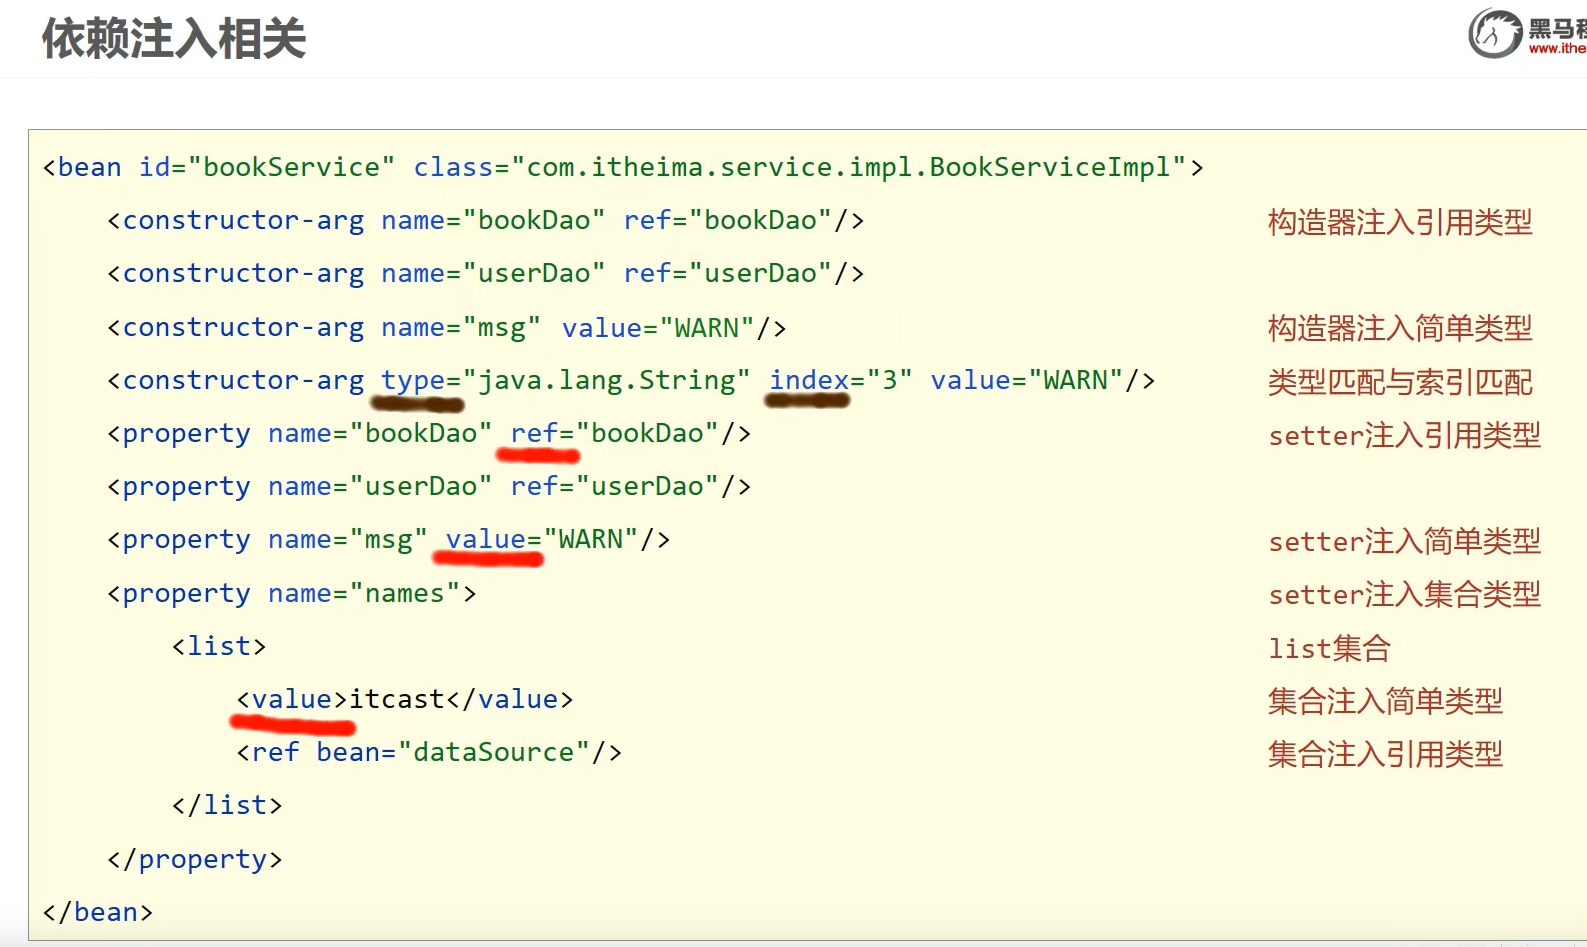 依赖注入相关
黑马程
www.ithe
<bean id="bookService" class="com.itheima.service.impl.BookServiceImpl">
<constructor-arg name="bookDao" ref="bookDao"/> 构造器注入引用类型
<constructor-arg name="userDao" ref="userDao"/>
<constructor-arg name="msg" value="WARN"/> 构造器注入简单类型
<constructor-arg type="java.lang.String" index="3" value="WARN"/> 类型匹配与索引匹配
<property name="bookDao" ref="bookDao"/> setter注入引用类型
<property name="userDao" ref="userDao"/>
<property name="msg" value="WARN"/> setter注入简单类型
<property name="names"> setter注入集合类型
<list> list集合
<value>itcast</value> 集合注入简单类型
<ref bean="dataSource"/> 集合注入引用类型
</list>
</property>
</bean>